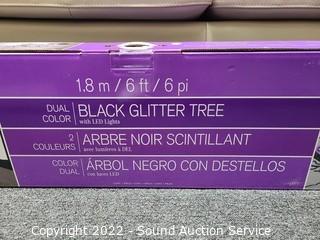 1.8 m / 6 ft / 6 pi
DUAL COLOR
BLACK GLITTER TREE
with LED Lights
2 COULEURS
ARBRE NOIR SCINTILLANT
avec lumières à DEL
COLOR DUAL
ÁRBOL NEGRO CON DESTELLOS
con luces LED
Copyright 2022 - Sound Auction Service